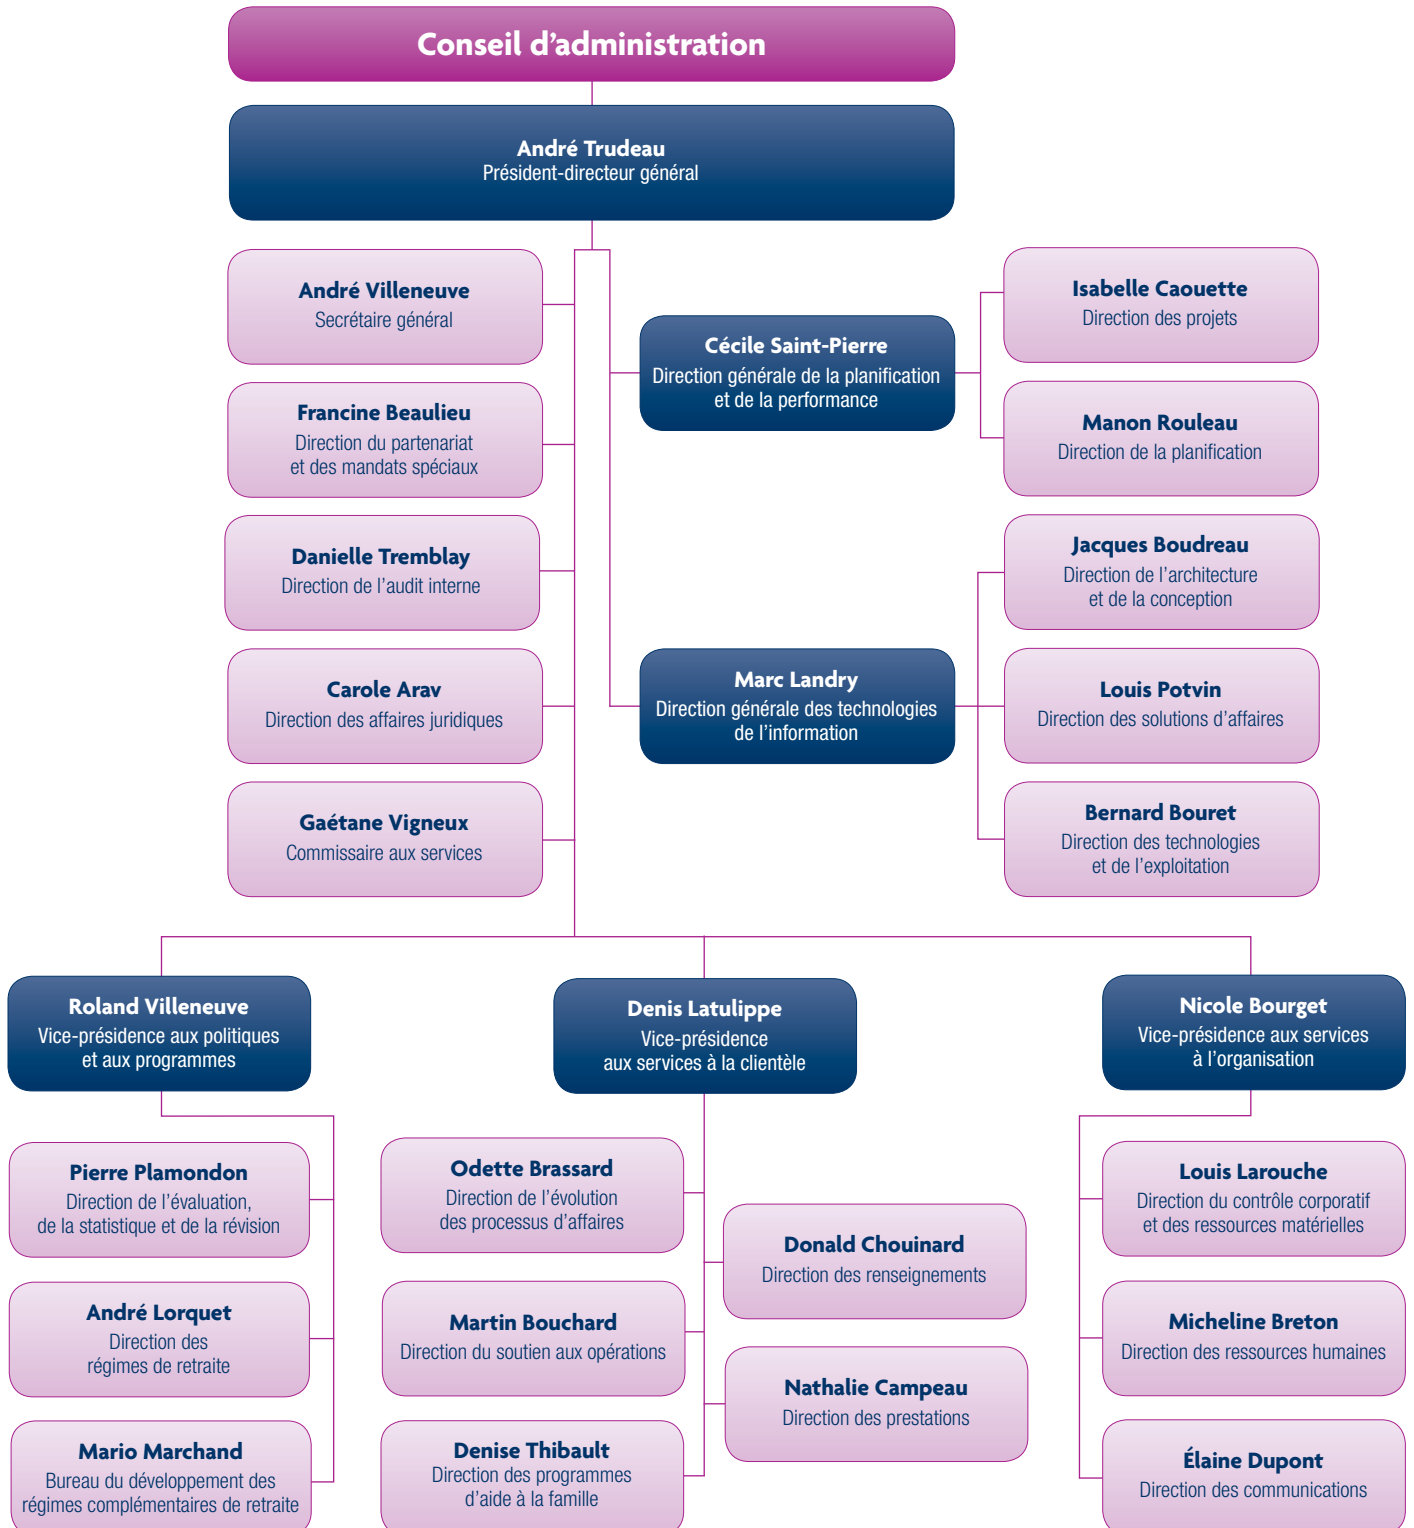 Conseil d'administration
André Trudeau
Président-directeur général
André Villeneuve
Secrétaire général
Francine Beaulieu
Direction du partenariat
et des mandats spéciaux
Danielle Tremblay
Direction de l'audit interne
Carole Arav
Direction des affaires juridiques
Gaétane Vigneux
Commissaire aux services
Cécile Saint-Pierre
Direction générale de la planification
et de la performance
Isabelle Caouette
Direction des projets
Manon Rouleau
Direction de la planification
Marc Landry
Direction générale des technologies
de l'information
Jacques Boudreau
Direction de l'architecture
et de la conception
Louis Potvin
Direction des solutions d'affaires
Bernard Bouret
Direction des technologies
et de l'exploitation
Roland Villeneuve
Vice-présidence aux politiques
et aux programmes
Pierre Plamondon
Direction de l'évaluation,
de la statistique et de la révision
André Lorquet
Direction des
régimes de retraite
Mario Marchand
Bureau du développement des
régimes complémentaires de retraite
Denis Latulippe
Vice-présidence
aux services à la clientèle
Odette Brassard
Direction de l'évolution
des processus d'affaires
Donald Chouinard
Direction des renseignements
Martin Bouchard
Direction du soutien aux opérations
Nathalie Campeau
Direction des prestations
Denise Thibault
Direction des programmes
d'aide à la famille
Nicole Bourget
Vice-présidence aux services
à l'organisation
Louis Larouche
Direction du contrôle corporatif
et des ressources matérielles
Micheline Breton
Direction des ressources humaines
Élaine Dupont
Direction des communications